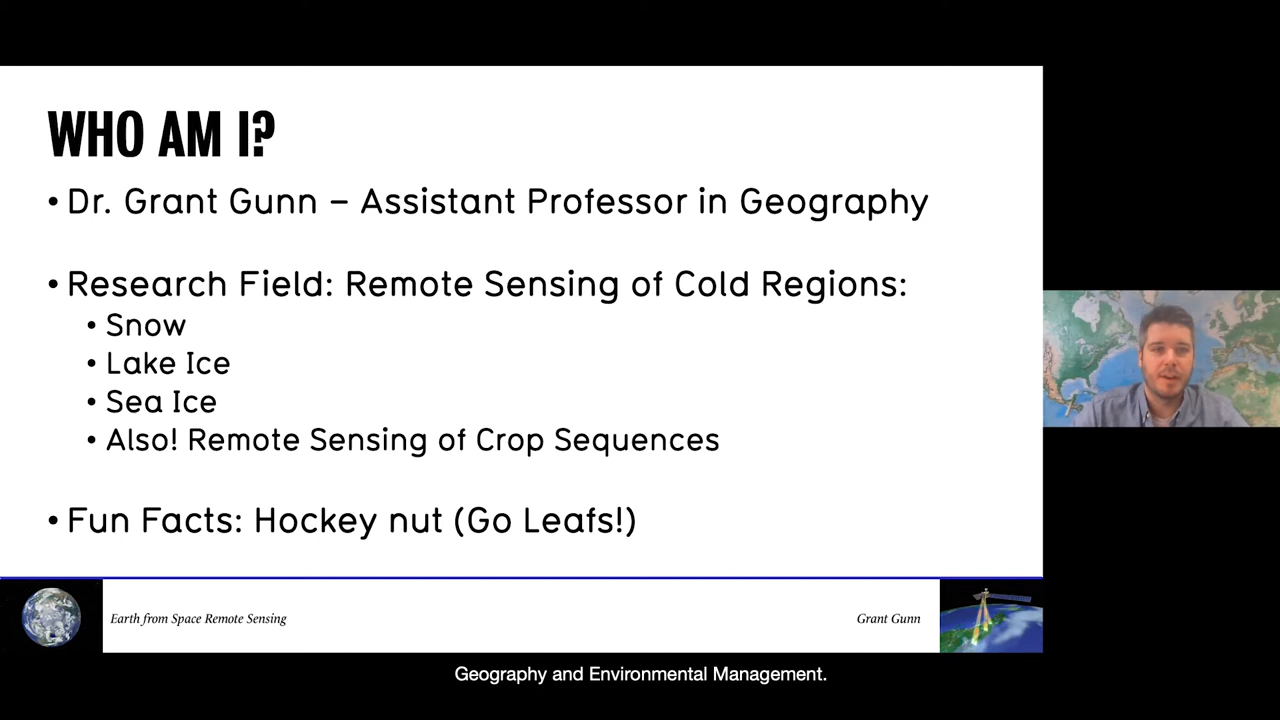 WHO AM I?
• Dr. Grant Gunn – Assistant Professor in Geography
• Research Field: Remote Sensing of Cold Regions:
• Snow
• Lake Ice
• Sea Ice
• Also! Remote Sensing of Crop Sequences
• Fun Facts: Hockey nut (Go Leafs!)
Earth from Space Remote Sensing
Grant Gunn
Geography and Environmental Management.